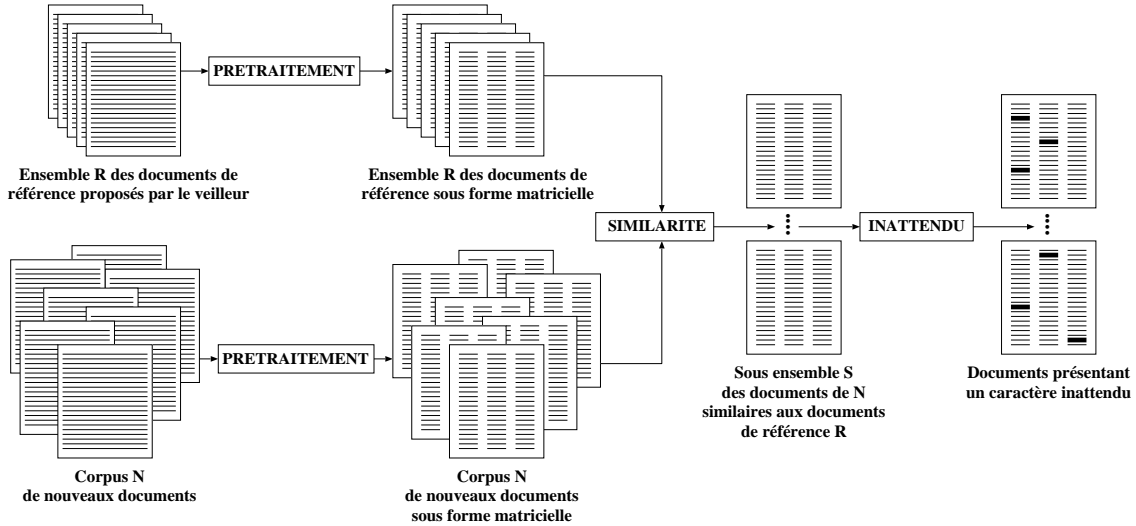 PRETRAITEMENT
Ensemble R des documents de
référence proposés par le veilleur
Ensemble R des documents de
référence sous forme matricielle
SIMILARITE
INATTENDU
PRETRAITEMENT
Corpus N
de nouveaux documents
Corpus N
de nouveaux documents
sous forme matricielle
Sous ensemble S
des documents de N
similaires aux documents
de référence R
Documents présentant
un caractère inattendu